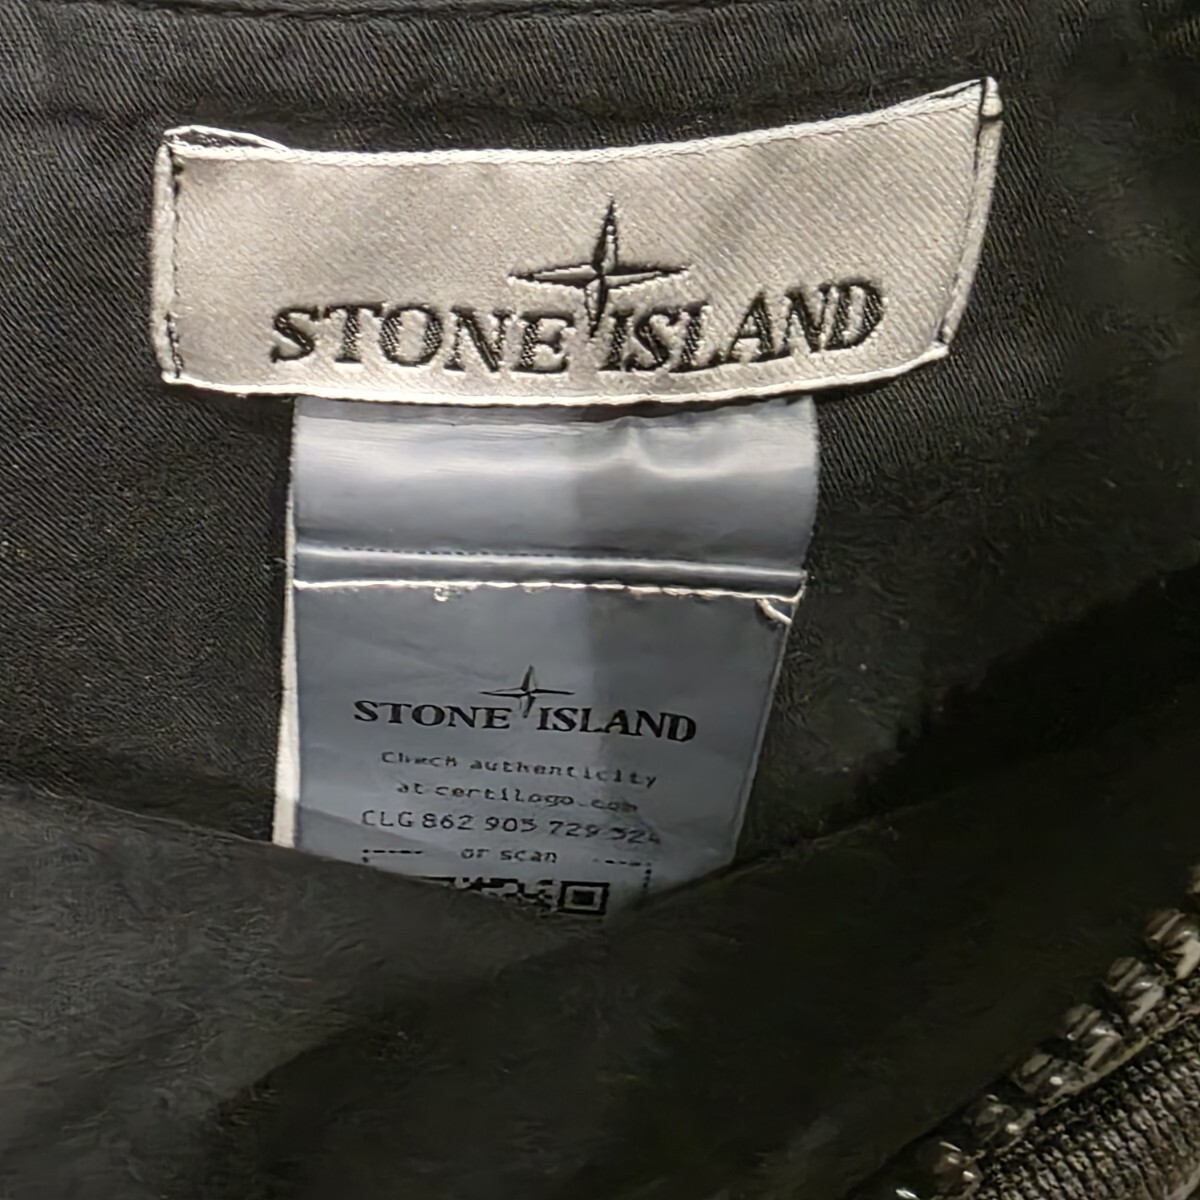 STONE ISLAND
STONE ISLAND
Check authenticity
at certilogo.com
CLG 862 905 729 524
or scan